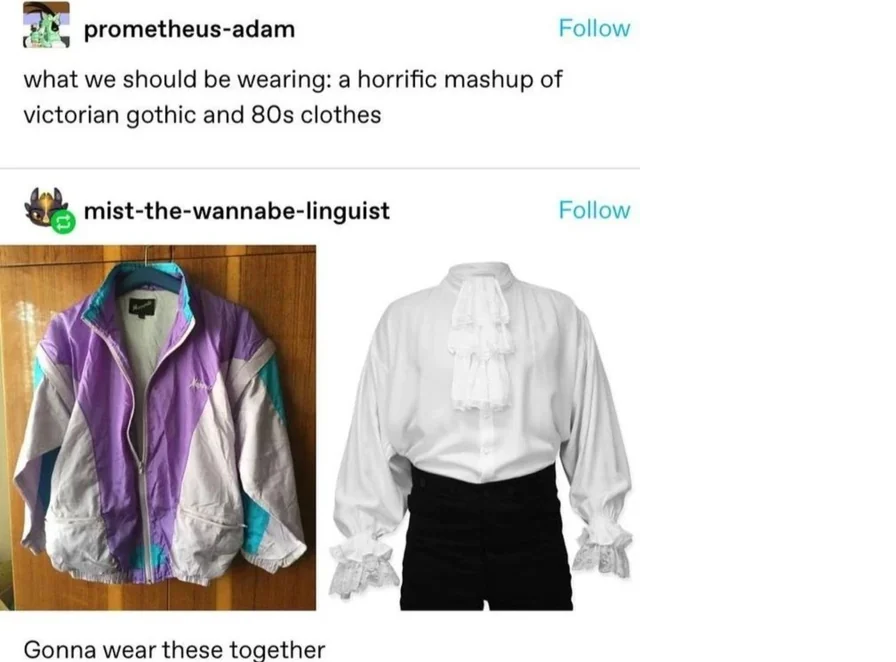 prometheus-adam
Follow
what we should be wearing: a horrific mashup of
victorian gothic and 80s clothes
mist-the-wannabe-linguist
Follow
Gonna wear these together